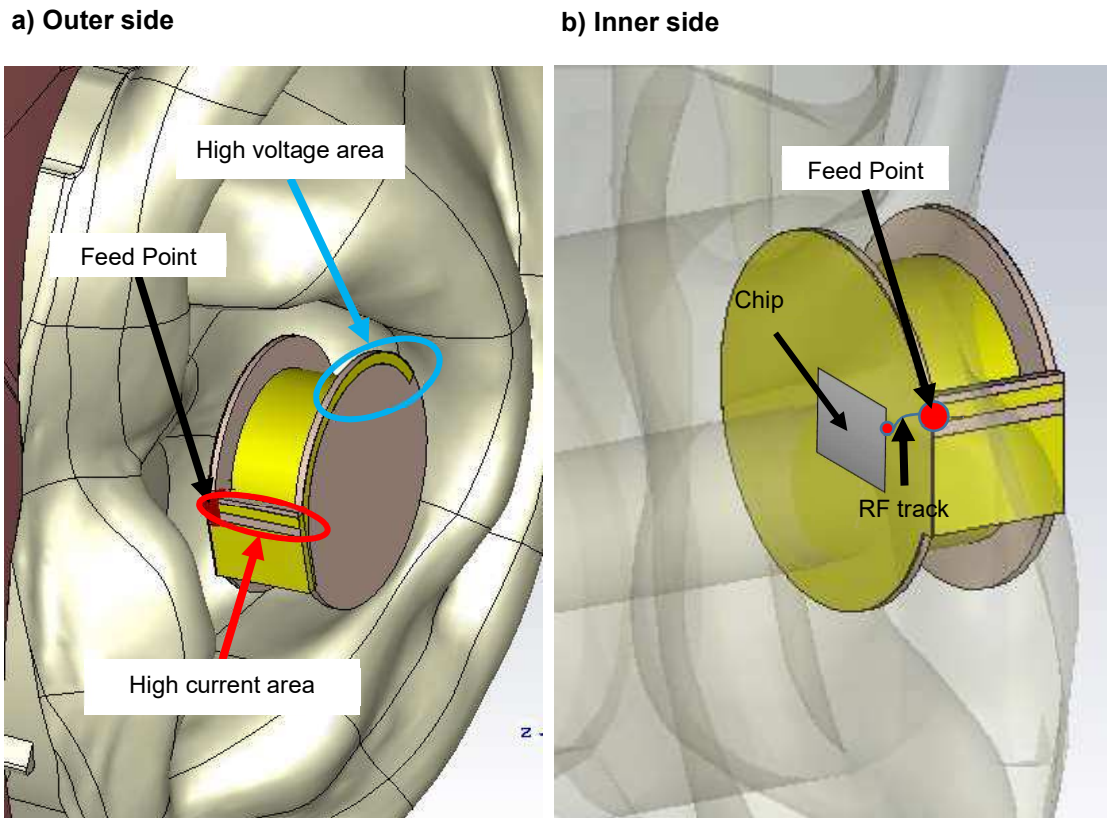 a) Outer side
b) Inner side
High voltage area
Feed Point
High current area
z
Feed Point
Chip
RF track